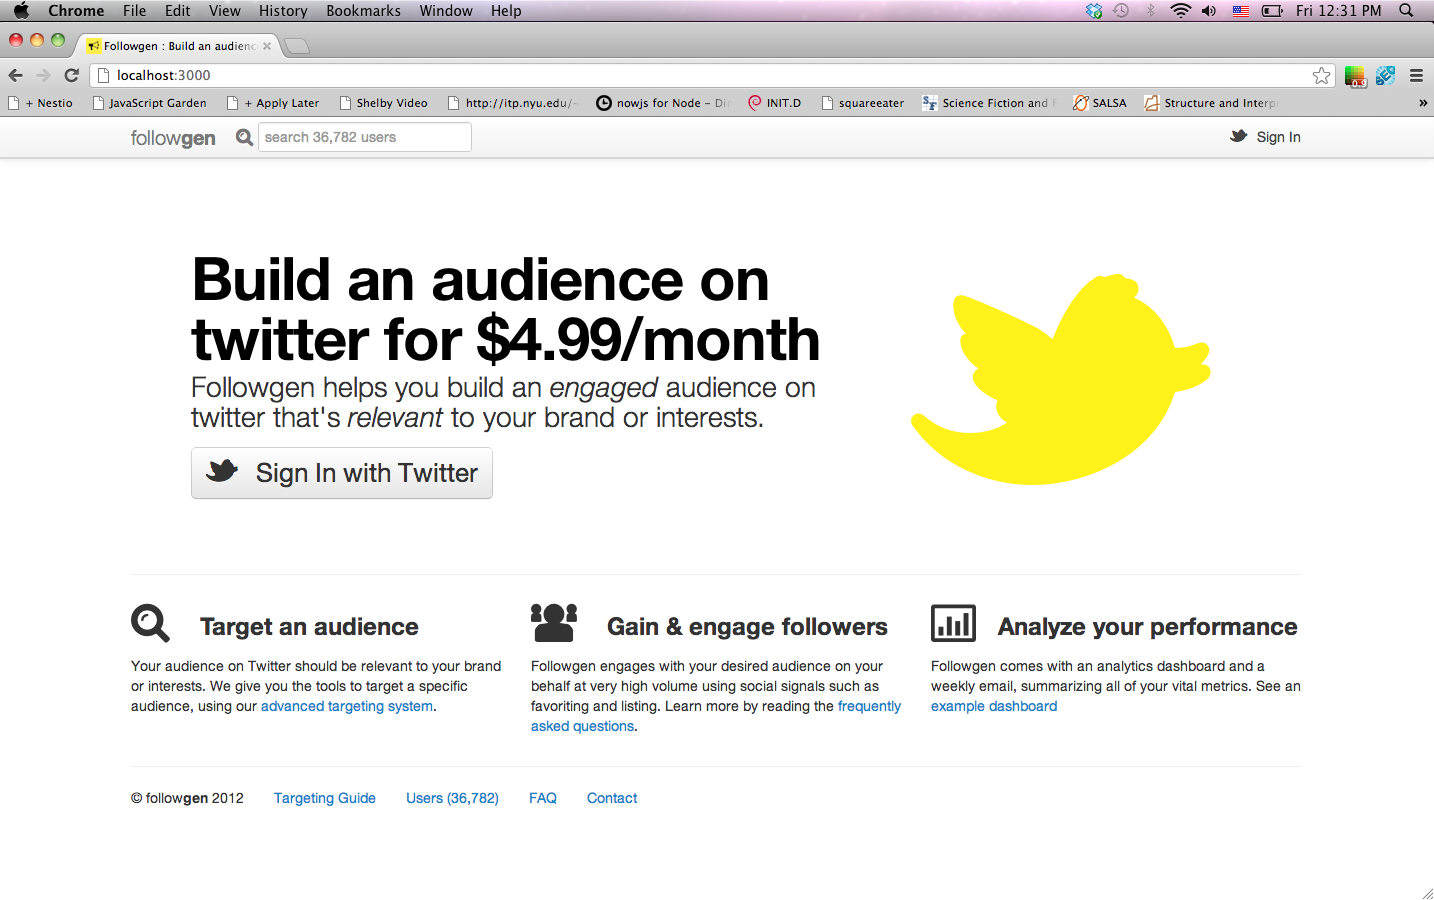 Chrome File Edit View History Bookmarks Window Help Fri 12:31 PM
Followgen : Build an audienc
localhost:3000
+ Nestio JavaScript Garden + Apply Later Shelby Video http://itp.nyu.edu/~ nowjs for Node – Di INIT.D squareeater Science Fiction and SALSA Structure and Interp »
followgen search 36,782 users Sign In
Build an audience on
twitter for $4.99/month
Followgen helps you build an engaged audience on
twitter that's relevant to your brand or interests.
Sign In with Twitter
Target an audience
Your audience on Twitter should be relevant to your brand
or interests. We give you the tools to target a specific
audience, using our advanced targeting system.
Gain & engage followers
Followgen engages with your desired audience on your
behalf at very high volume using social signals such as
favoriting and listing. Learn more by reading the frequently
asked questions.
Analyze your performance
Followgen comes with an analytics dashboard and a
weekly email, summarizing all of your vital metrics. See an
example dashboard
© followgen 2012 Targeting Guide Users (36,782) FAQ Contact